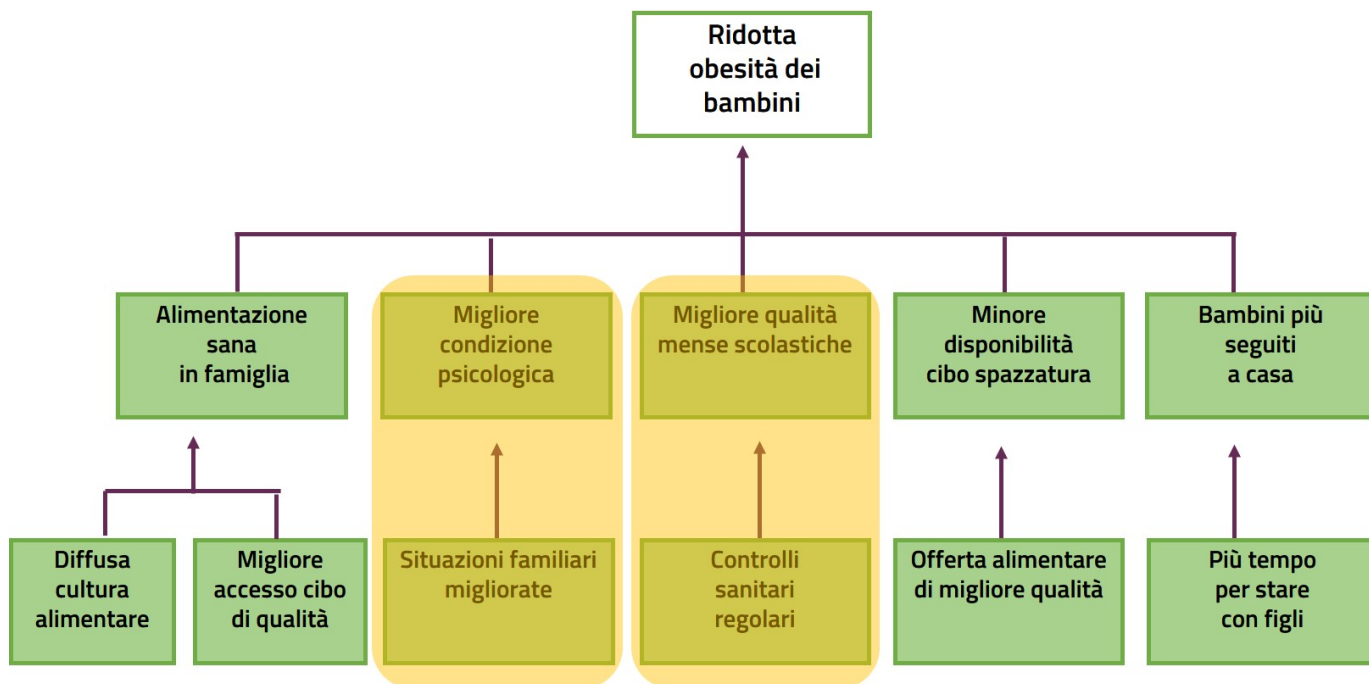 Ridotta
obesità dei
bambini
Alimentazione
sana
in famiglia
Migliore
condizione
psicologica
Migliore qualità
mense scolastiche
Minore
disponibilità
cibo spazzatura
Bambini più
seguiti
a casa
Diffusa
cultura
alimentare
Migliore
accesso cibo
di qualità
Situazioni familiari
migliorate
Controlli
sanitari
regolari
Offerta alimentare
di migliore qualità
Più tempo
per stare
con figli